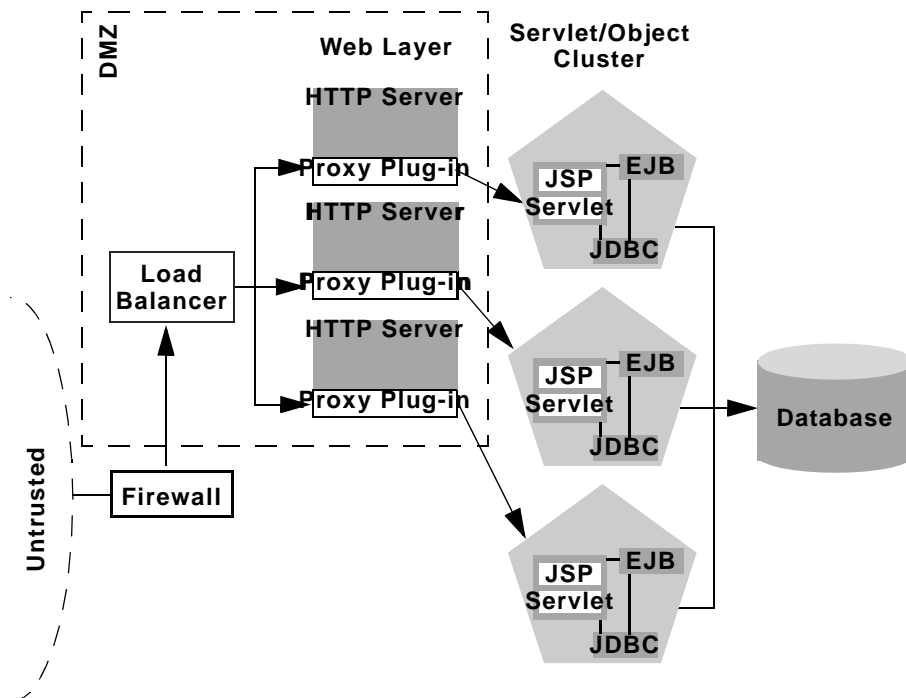 DMZ
Web Layer
Servlet/Object
Cluster
HTTP Server
Proxy Plug-in
HTTP Server
Proxy Plug-in
HTTP Server
Proxy Plug-in
Load
Balancer
JSP
Servlet
EJB
JDBC
JSP
Servlet
EJB
JDBC
JSP
Servlet
EJB
JDBC
Database
Untrusted
Firewall